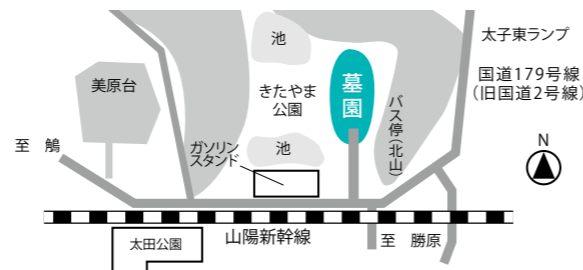 池
太子東ランプ
国道179号線
(旧国道2号線)
美原台
きたやま
公園
墓園
バス停(北山)
ガソリン
スタンド
池
至 鵤
N
山陽新幹線
至 勝原
太田公園